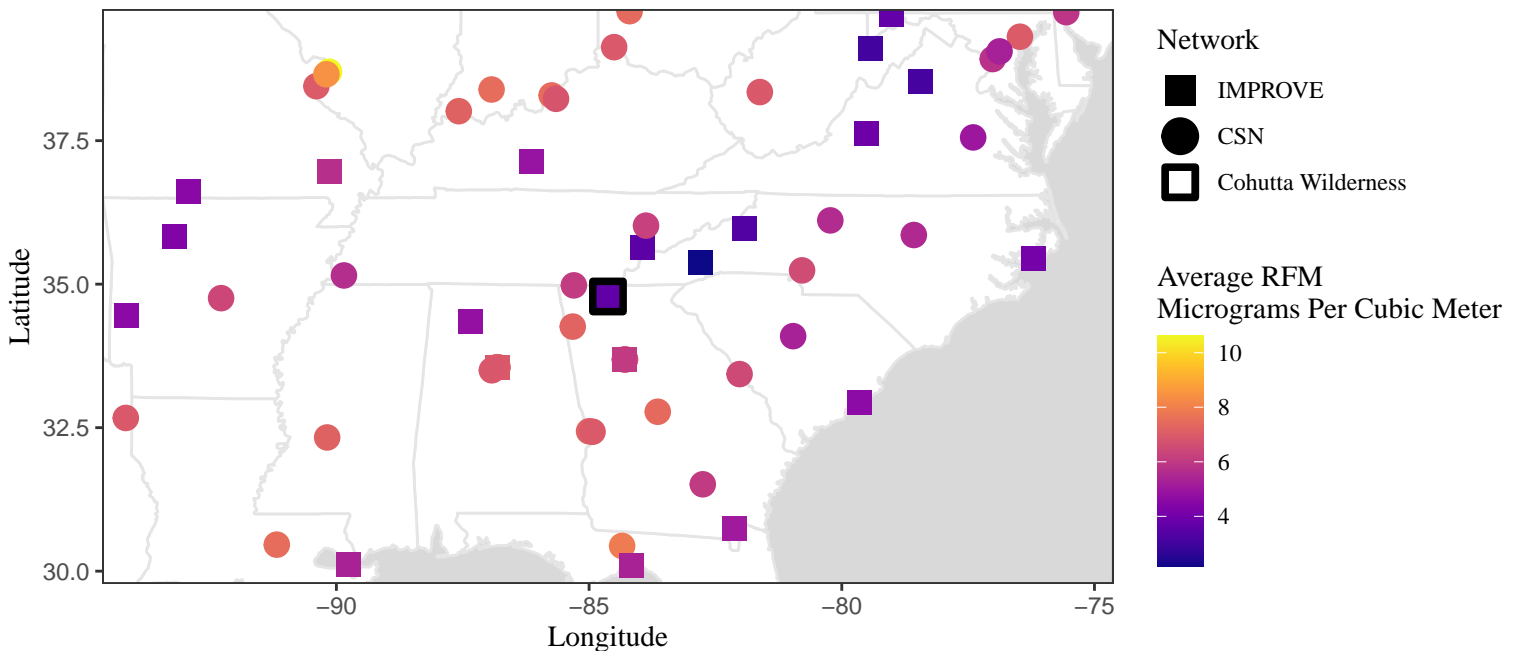 Network
IMPROVE
CSN
Cohutta Wilderness
Average RFM
Micrograms Per Cubic Meter
10
8
6
4
Latitude
37.5
35.0
32.5
30.0
−90
−85
−80
−75
Longitude